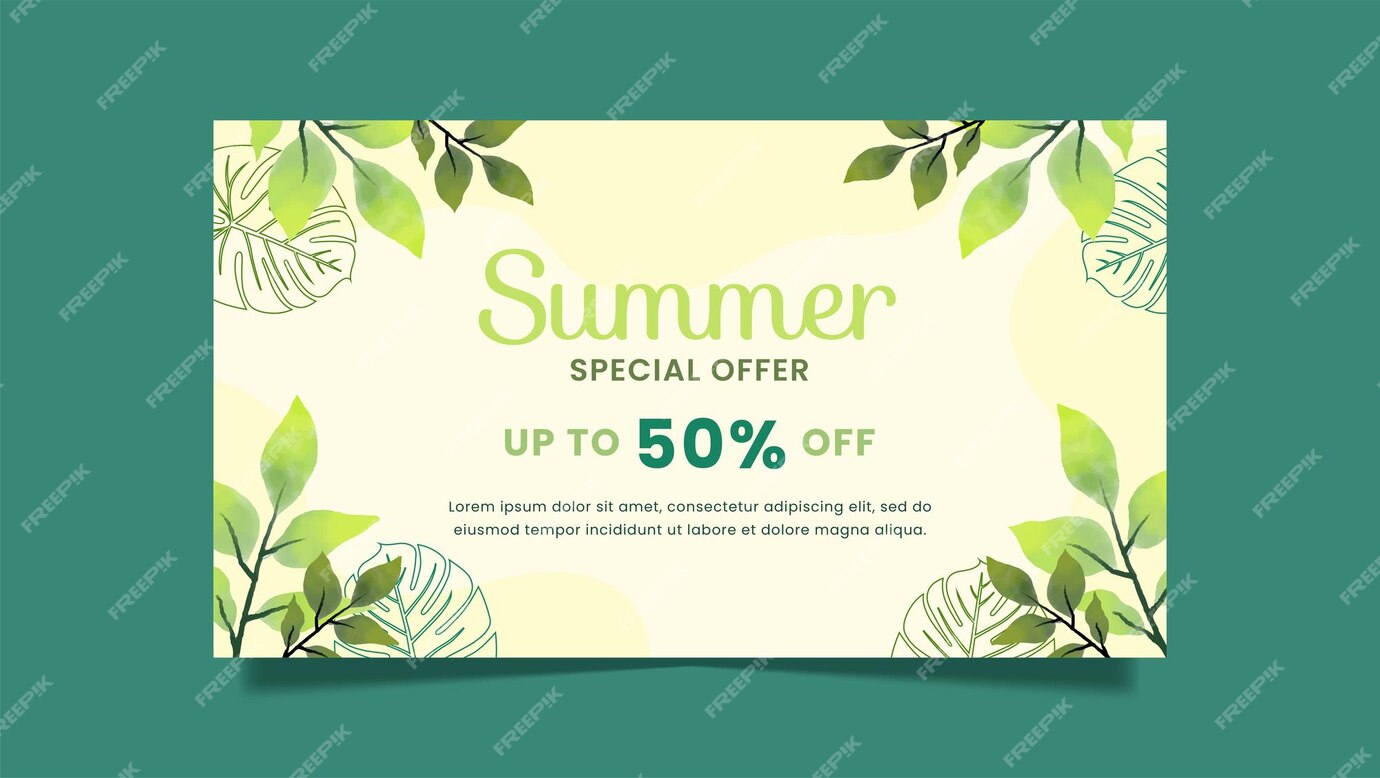 Summer
SPECIAL OFFER
UP TO 50% OFF
Lorem ipsum dolor sit amet, consectetur adipiscing elit, sed do
eiusmod tempor incididunt ut labore et dolore magna aliqua.
FREEPIK